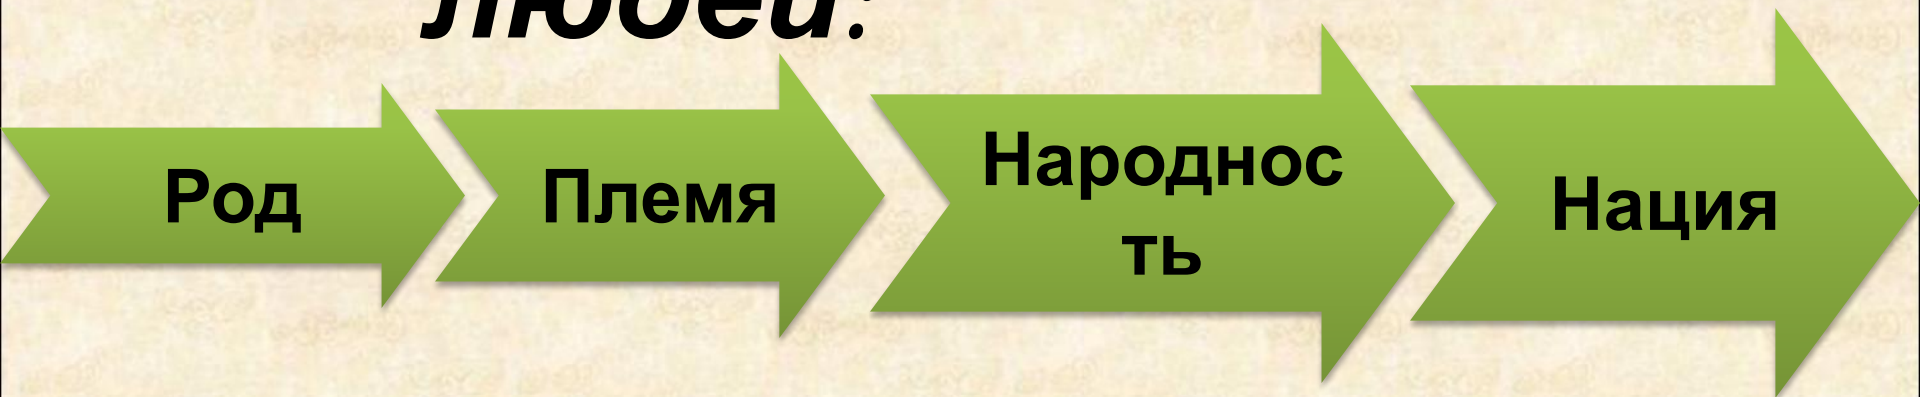 людей:
Род
Племя
Народнос
ть
Нация